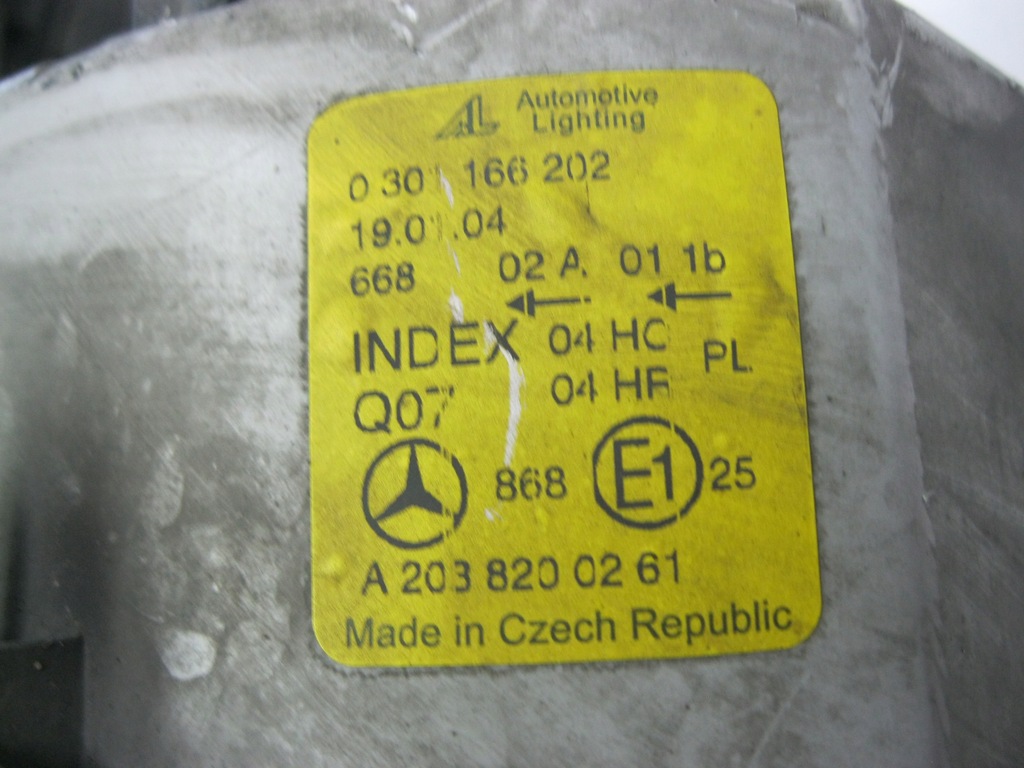 AL Automotive
Lighting
0 301 166 202
19.01.04
668 02 A. 01 1b
INDEX 04 HC PL
Q07 04 HR
868 E1 25
A 203 820 02 61
Made in Czech Republic